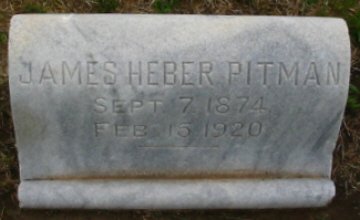 JAMES HEBER PITMAN
SEPT. 7, 1874
FEB. 15, 1920